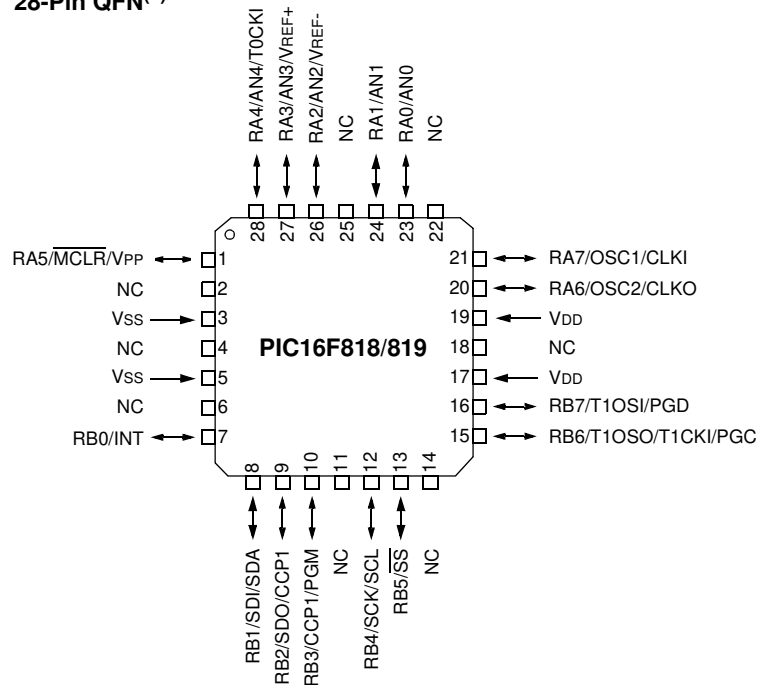 28-Pin QFN
RA4/AN4/T0CKI
RA3/AN3/VREF+
RA2/AN2/VREF-
NC
RA1/AN1
RA0/AN0
NC
28
27
26
25
24
23
22
RA5/MCLR/VPP 1
NC 2
VSS 3
NC 4
VSS 5
NC 6
RB0/INT 7
PIC16F818/819
21 RA7/OSC1/CLKI
20 RA6/OSC2/CLKO
19 VDD
18 NC
17 VDD
16 RB7/T1OSI/PGD
15 RB6/T1OSO/T1CKI/PGC
8
9
10
11
12
13
14
RB1/SDI/SDA
RB2/SDO/CCP1
RB3/CCP1/PGM
NC
RB4/SCK/SCL
RB5/SS
NC